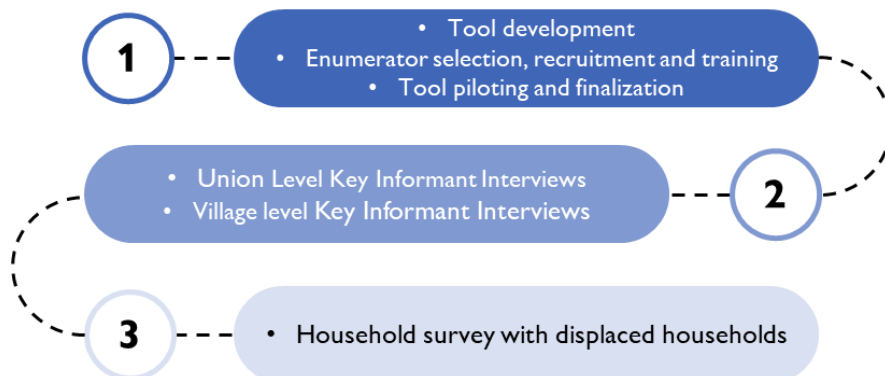 1
• Tool development
• Enumerator selection, recruitment and training
• Tool piloting and finalization
• Union Level Key Informant Interviews
• Village level Key Informant Interviews
2
3
• Household survey with displaced households